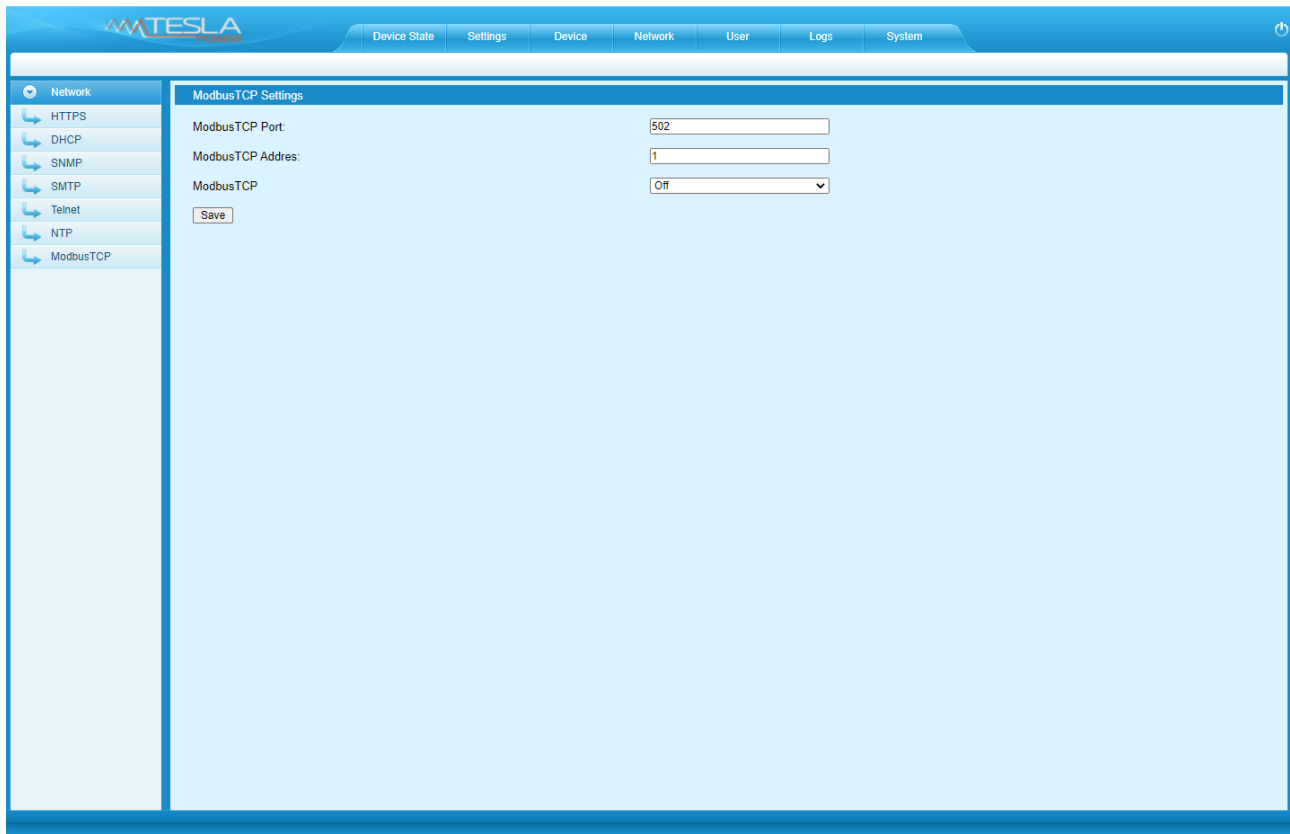 TESLA
POWER
Device State Settings Device Network User Logs System
Network
HTTPS
DHCP
SNMP
SMTP
Telnet
NTP
ModbusTCP
ModbusTCP Settings
ModbusTCP Port: 502
ModbusTCP Addres: 1
ModbusTCP Off
Save